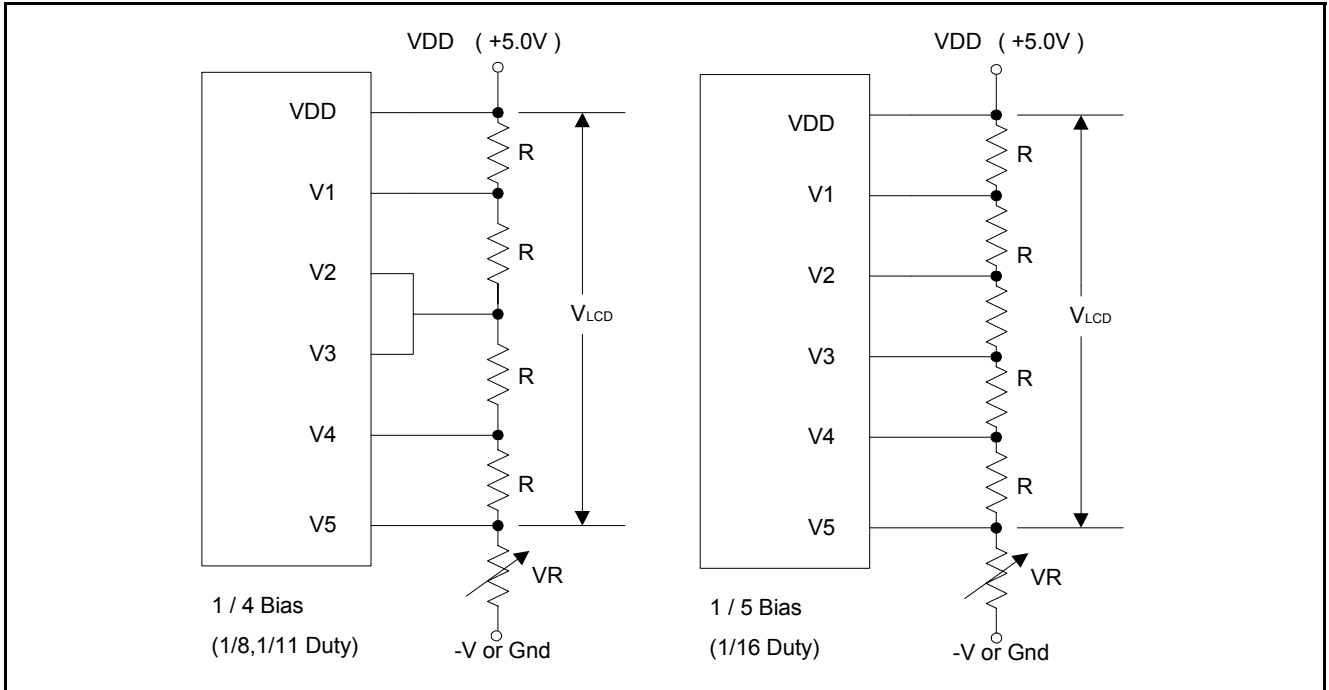 VDD ( +5.0V )
VDD
R
V1
R
V2
VLCD
V3
R
V4
R
V5
VR
1 / 4 Bias
(1/8,1/11 Duty)
-V or Gnd
VDD ( +5.0V )
VDD
R
V1
R
V2
VLCD
V3
R
V4
R
V5
VR
1 / 5 Bias
(1/16 Duty)
-V or Gnd